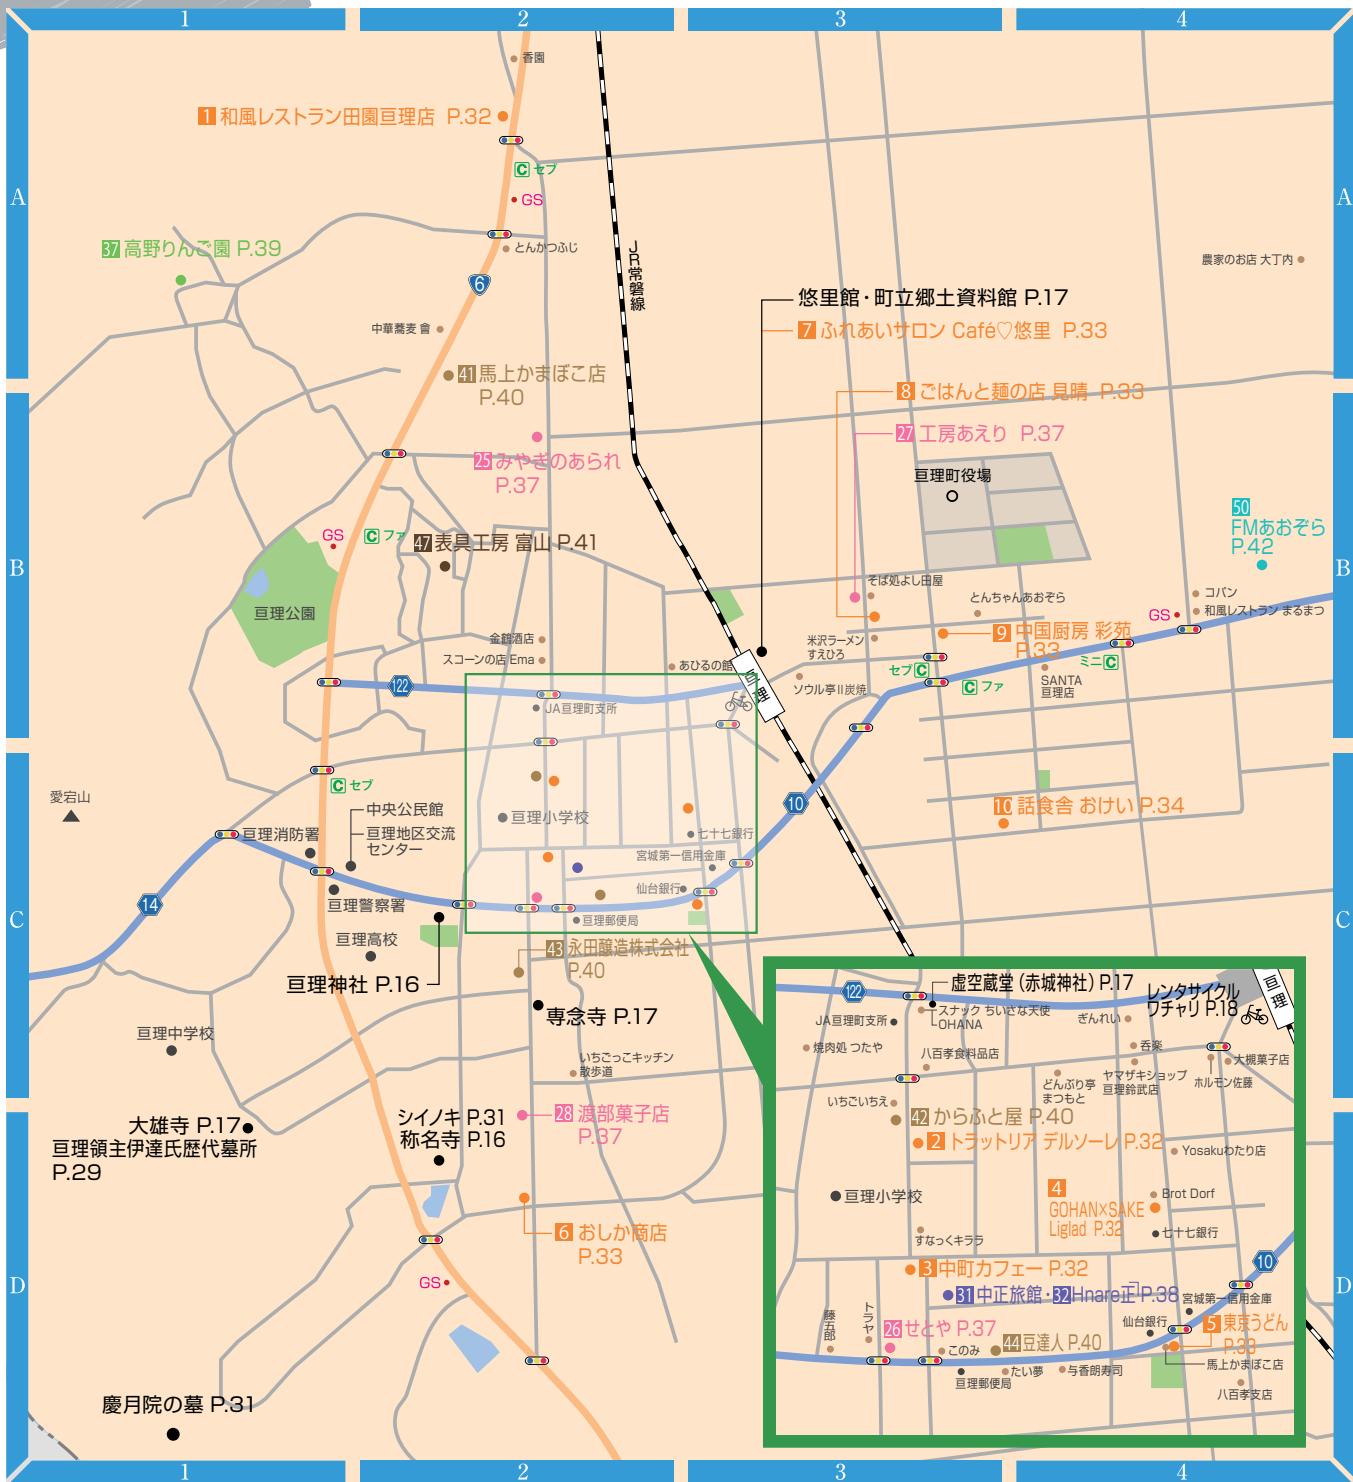 1
2
3
4
A
A
B
B
C
C
D
D
1
2
3
4
香園
1 和風レストラン田園亘理店 P.32
C セブ
GS
とんかつふじ
37 高野りんご園 P.39
6
JR常磐線
農家のお店 大丁内
悠里館・町立郷土資料館 P.17
7 ふれあいサロン Café♡悠里 P.33
中華蕎麦 會
41 馬上かまぼこ店
P.40
8 ごはんと麺の店 見晴 P.33
27 工房あえり P.37
25 みやぎのあられ
P.37
亘理町役場
50
FMあおぞら
P.42
GS
C ファ
47 表具工房 富山 P.41
そば処よし田屋
とんちゃんあおぞら
コパン
和風レストラン まるまつ
GS
亘理公園
金鶴酒店
スコーンの店 Ema
あひるの館
米沢ラーメン
すえひろ
9 中国厨房 彩苑
P.33
ミニ C
セブ C
C ファ
SANTA
亘理店
ソウル亭II炭焼
亘理
122
JA亘理町支所
C セブ
愛宕山
中央公民館
亘理地区交流
センター
亘理消防署
亘理小学校
七十七銀行
宮城第一信用金庫
仙台銀行
亘理郵便局
10
10 話食舎 おけい P.34
14
亘理警察署
亘理高校
亘理神社 P.16
43 永田醸造株式会社
P.40
専念寺 P.17
亘理中学校
いちごっこキッチン
散歩道
大雄寺 P.17
亘理領主伊達氏歴代墓所
P.29
シイノキ P.31
称名寺 P.16
28 渡部菓子店
P.37
6 おしか商店
P.33
GS
慶月院の墓 P.31
122
虚空蔵堂（赤城神社）P.17
スナック ちいさな天使
OHANA
JA亘理町支所
焼肉処 つたや
八百孝食料品店
ぎんれい
レンタサイクル
ワチャリ P.18
亘理
呑楽
大槻菓子店
ホルモン佐藤
ヤマザキショップ
亘理鈴武店
どんぶり亭
まつもと
いちごいちえ
42 からふと屋 P.40
2 トラットリア デルソーレ P.32
Yosakuわたり店
亘理小学校
4
GOHAN×SAKE
Liglad P.32
Brot Dorf
七十七銀行
すなっくキララ
3 中町カフェー P.32
10
31 中正旅館・32 Hnare正 P.38
宮城第一信用金庫
藤五郎
トラヤ
26 せとや P.37
仙台銀行
5 東京うどん
P.33
44 豆達人 P.40
このみ
亘理郵便局
たい夢
与香朗寿司
馬上かまぼこ店
八百孝支店